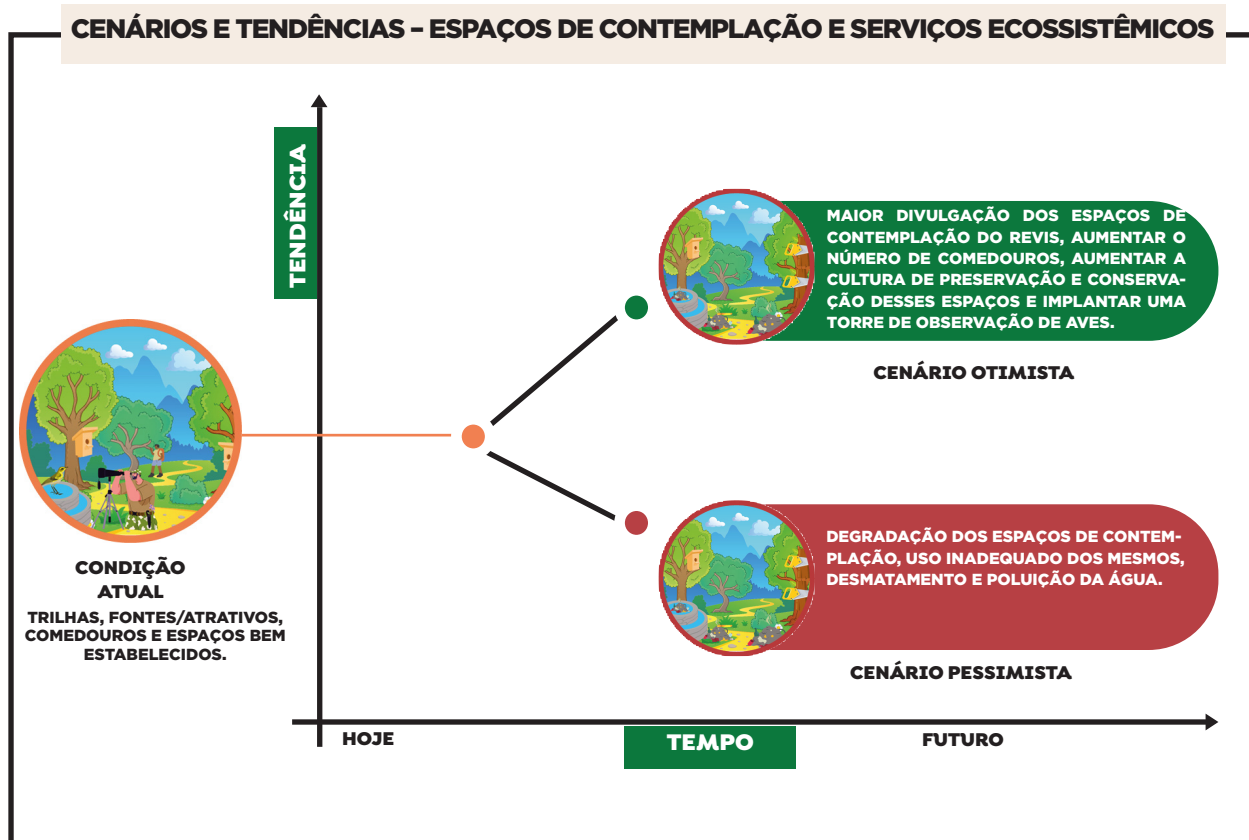 CENÁRIOS E TENDÊNCIAS – ESPAÇOS DE CONTEMPLAÇÃO E SERVIÇOS ECOSSISTÊMICOS
TENDÊNCIA
MAIOR DIVULGAÇÃO DOS ESPAÇOS DE
CONTEMPLAÇÃO DO REVIS, AUMENTAR O
NÚMERO DE COMEDOUROS, AUMENTAR A
CULTURA DE PRESERVAÇÃO E CONSERVA-
ÇÃO DESSES ESPAÇOS E IMPLANTAR UMA
TORRE DE OBSERVAÇÃO DE AVES.
CENÁRIO OTIMISTA
CONDIÇÃO
ATUAL
TRILHAS, FONTES/ATRATIVOS,
COMEDOUROS E ESPAÇOS BEM
ESTABELECIDOS.
DEGRADAÇÃO DOS ESPAÇOS DE CONTEM-
PLAÇÃO, USO INADEQUADO DOS MESMOS,
DESMATAMENTO E POLUIÇÃO DA ÁGUA.
CENÁRIO PESSIMISTA
HOJE
TEMPO
FUTURO